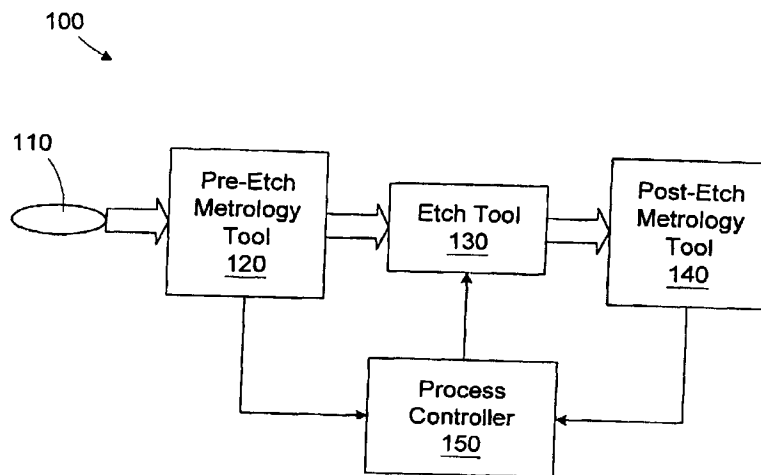 100
110
Pre-Etch
Metrology
Tool
120
Etch Tool
130
Post-Etch
Metrology
Tool
140
Process
Controller
150